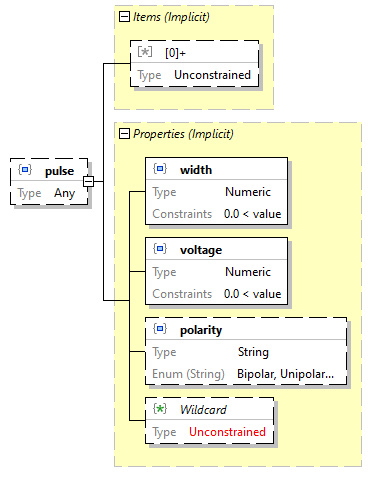 Items (Implicit)
[0]+
Type Unconstrained
Properties (Implicit)
pulse
Type Any
width
Type Numeric
Constraints 0.0 < value
voltage
Type Numeric
Constraints 0.0 < value
polarity
Type String
Enum (String) Bipolar, Unipolar...
Wildcard
Type Unconstrained